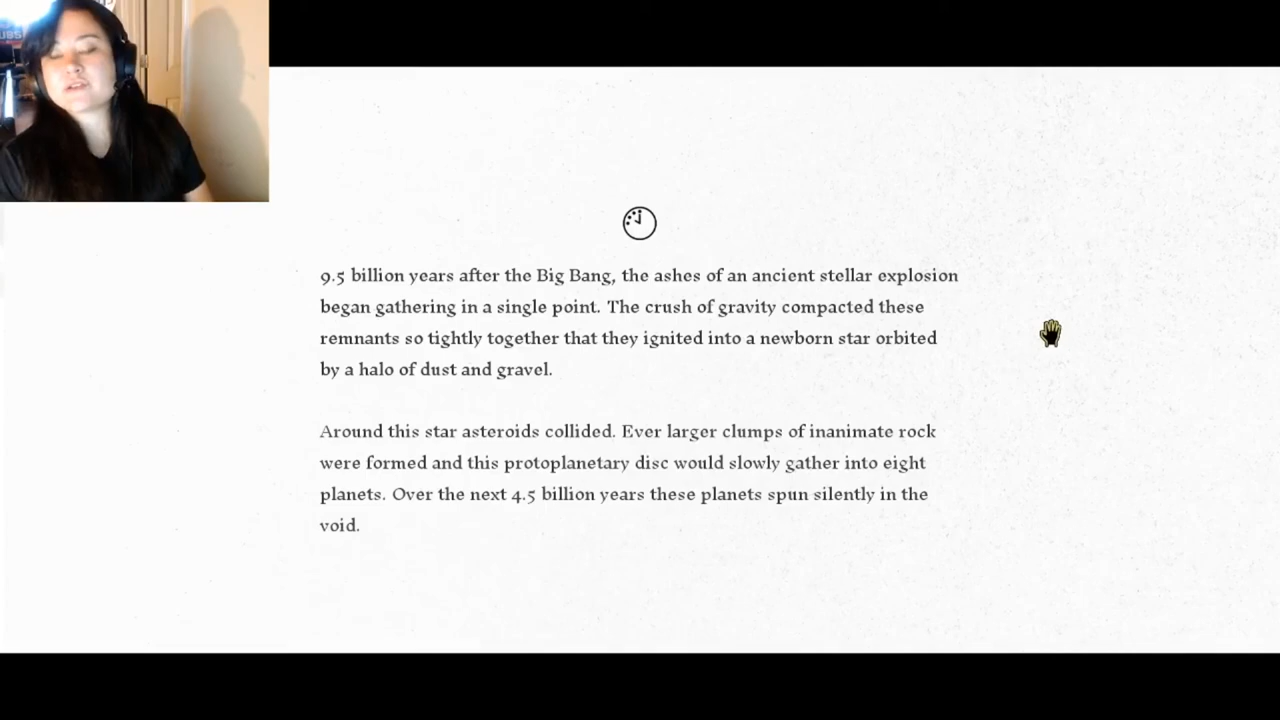 9.5 billion years after the Big Bang, the ashes of an ancient stellar explosion
began gathering in a single point. The crush of gravity compacted these
remnants so tightly together that they ignited into a newborn star orbited
by a halo of dust and gravel.
Around this star asteroids collided. Ever larger clumps of inanimate rock
were formed and this protoplanetary disc would slowly gather into eight
planets. Over the next 4.5 billion years these planets spun silently in the
void.